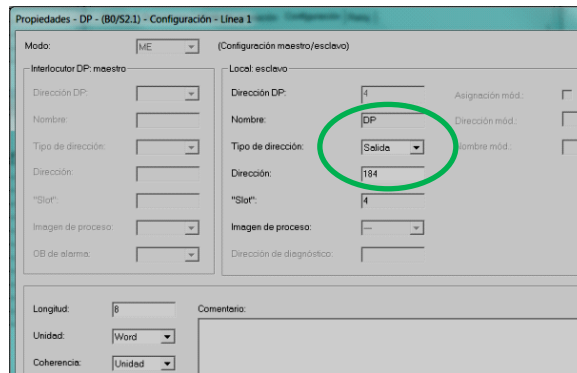 Propiedades - DP - (B0/S2.1) - Configuración - Línea 1
Modo: ME (Configuración maestro/esclavo)
Interlocutor DP: maestro
Dirección DP:
Nombre:
Tipo de dirección:
Dirección:
"Slot":
Imagen de proceso:
OB de alarma:
Local: esclavo
Dirección DP: 4
Nombre: DP
Tipo de dirección: Salida
Dirección: 184
"Slot": 4
Imagen de proceso: ---
Dirección de diagnóstico:
Asignación mód.:
Dirección mód.:
Nombre mód.:
Longitud: 8
Unidad: Word
Coherencia: Unidad
Comentario: